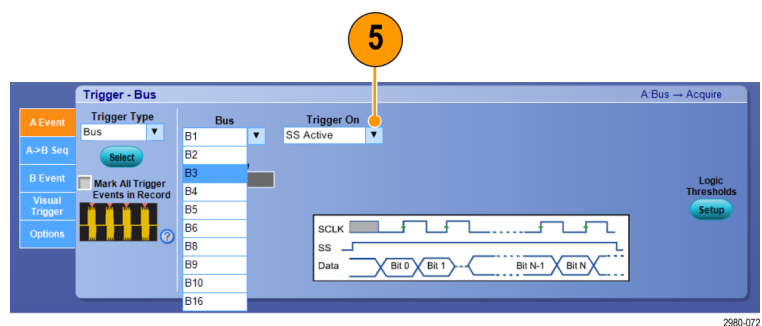 5
Trigger - Bus
A:Bus → Acquire
A Event
A->B Seq
B Event
Visual
Trigger
Options
Trigger Type
Bus
Select
Mark All Trigger
Events in Record
Bus
B1
B2
B3
B4
B5
B6
B8
B9
B10
B16
Trigger On
SS Active
SCLK
SS
Data
Bit 0
Bit 1
Bit N-1
Bit N
Logic
Thresholds
Setup
2980-072